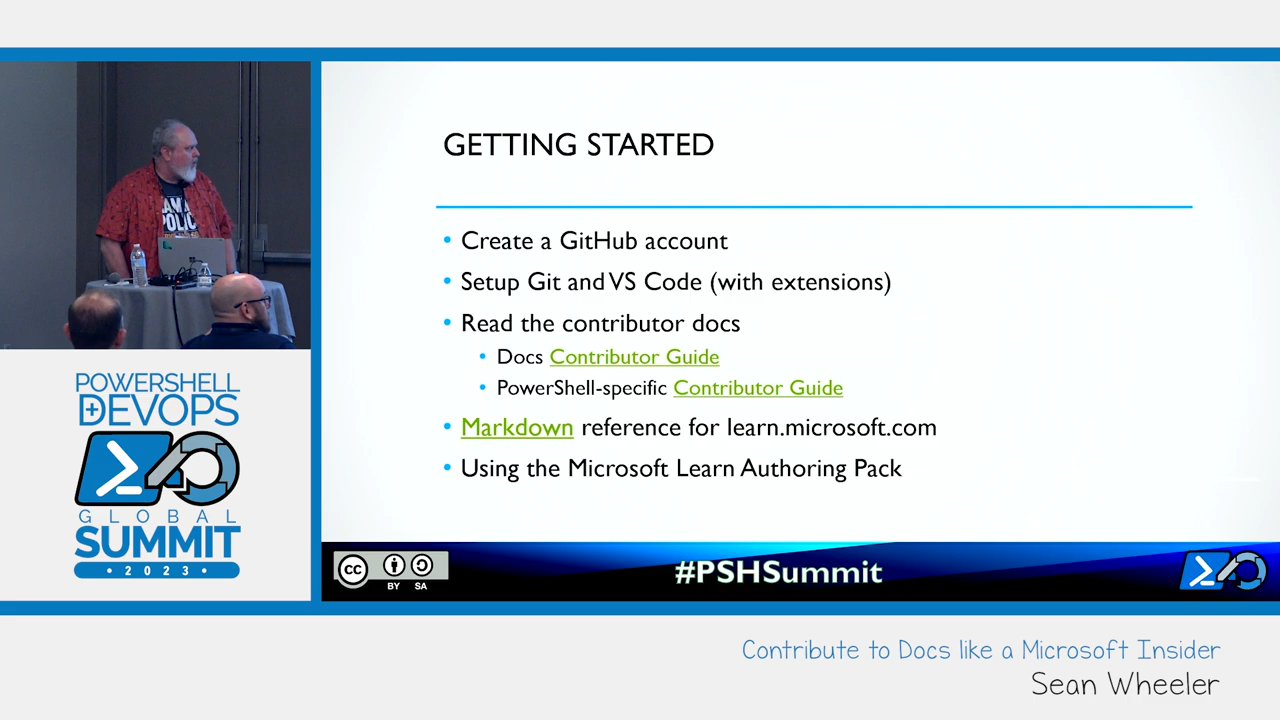 GETTING STARTED
• Create a GitHub account
• Setup Git and VS Code (with extensions)
• Read the contributor docs
• Docs Contributor Guide
• PowerShell-specific Contributor Guide
• Markdown reference for learn.microsoft.com
• Using the Microsoft Learn Authoring Pack
POWERSHELL
+DEVOPS
GLOBAL
SUMMIT
• 2023 •
cc
BY SA
#PSHSummit
Contribute to Docs like a Microsoft Insider
Sean Wheeler